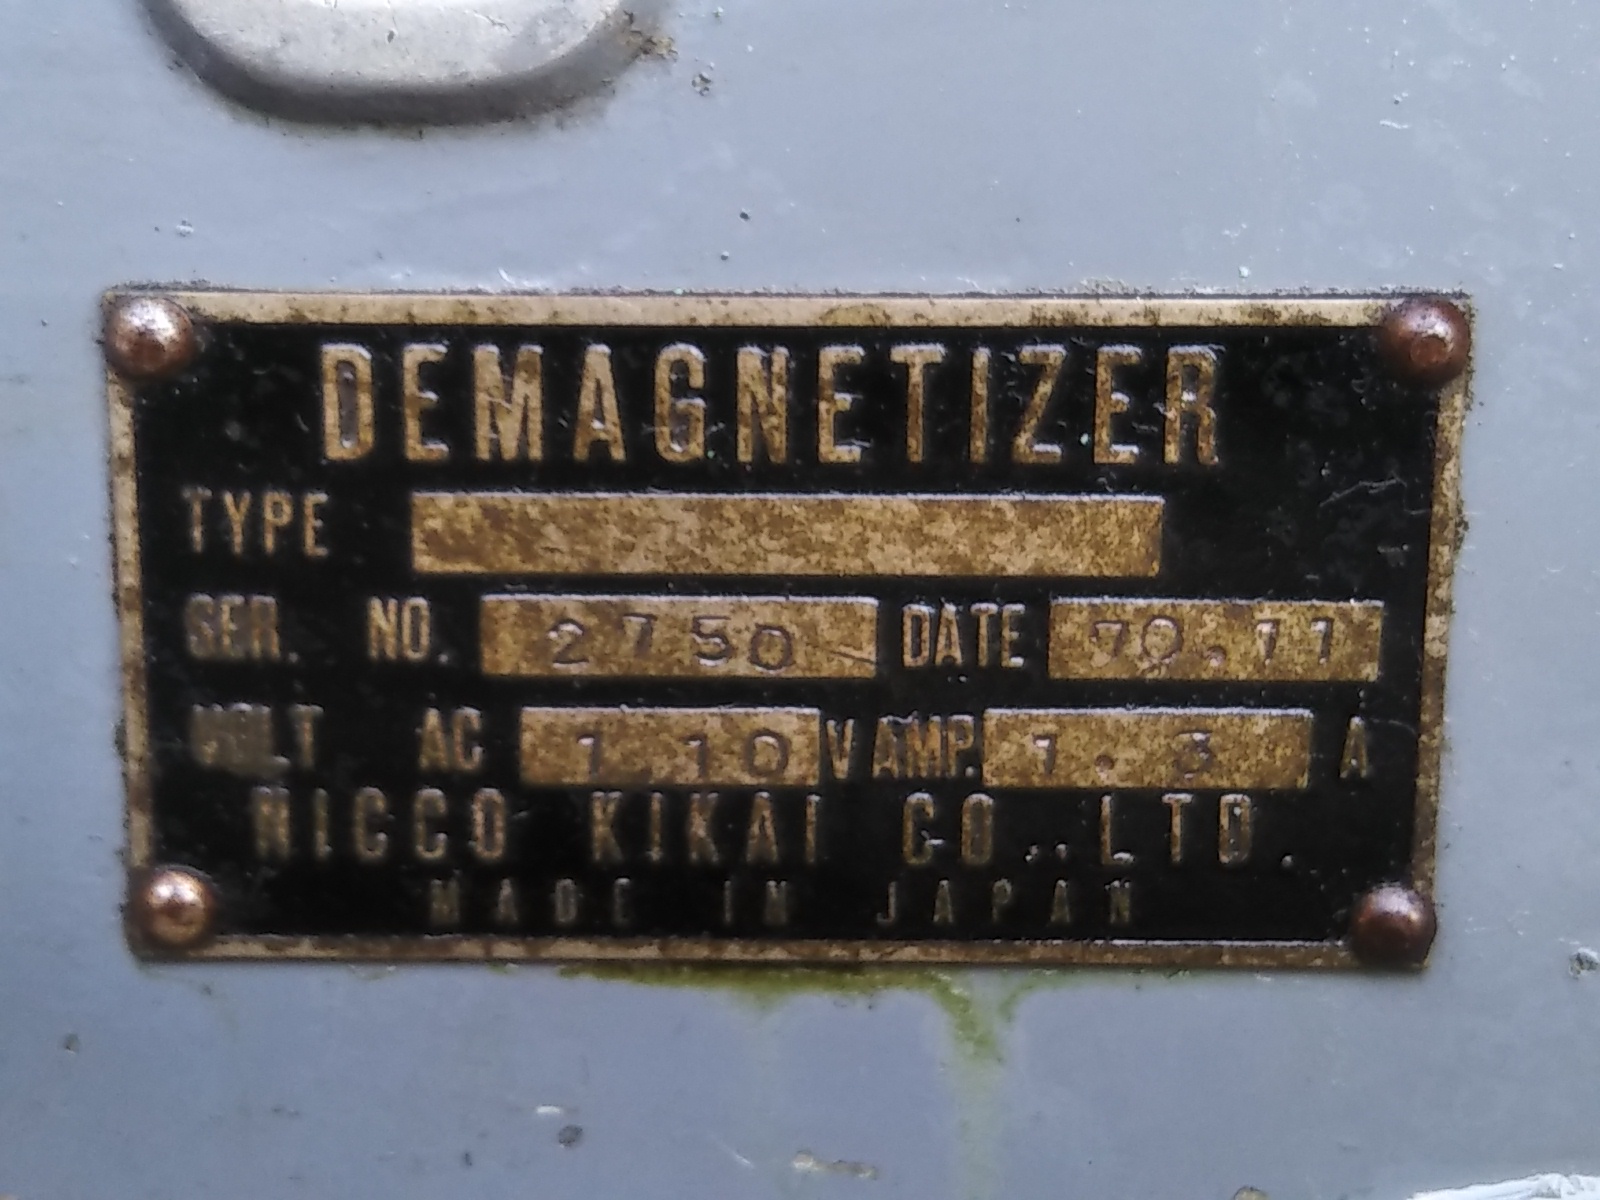 DEMAGNETIZER
TYPE
SER. NO. 2750 DATE 70.11
VOLT AC 110 V AMP. 1.3 A
NICCO KIKAI CO.,LTD.
MADE IN JAPAN